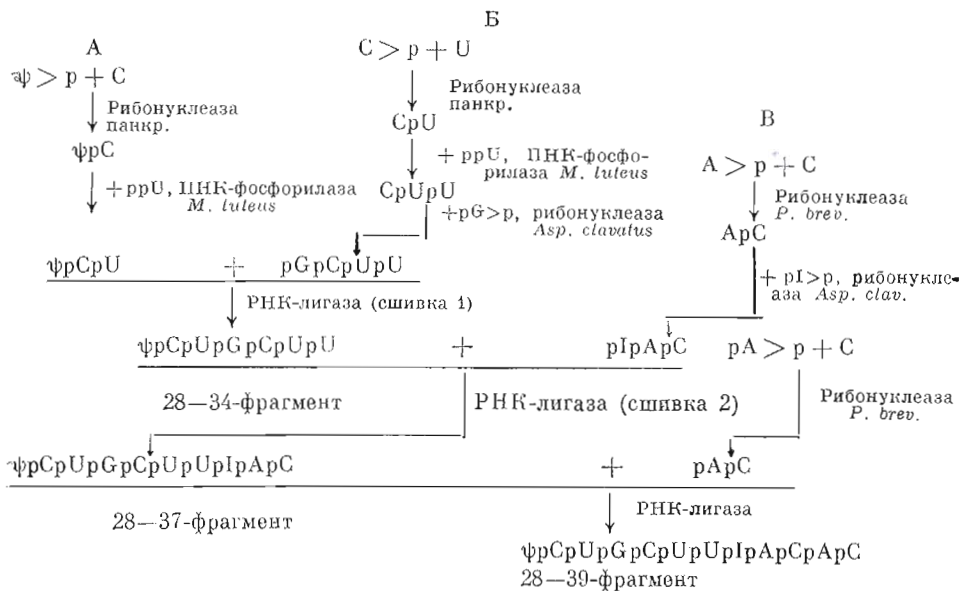 А
ψ > p + C
Рибонуклеаза
панкр.
ψpC
+ ppU, ПНК-фосфорилаза
M. luteus
Б
C > p + U
Рибонуклеаза
панкр.
CpU
+ ppU, ПНК-фосфо-
рилаза M. luteus
CpUpU
+pG>p, рибонуклеаза
Asp. clavatus
В
A > p + C
Рибонуклеаза
P. brev.
ApC
+ pI>p, рибонукле-
аза Asp. clav.
ψpCpU + pGpCpUpU
РНК-лигаза (сшивка 1)
ψpCpUpGpCpUpU + pIpApC pA > p + C
28—34-фрагмент РНК-лигаза (сшивка 2)
Рибонуклеаза
P. brev.
ψpCpUpGpCpUpUpIpApC + pApC
28—37-фрагмент
РНК-лигаза
ψpCpUpGpCpUpUpIpApCpApC
28—39-фрагмент